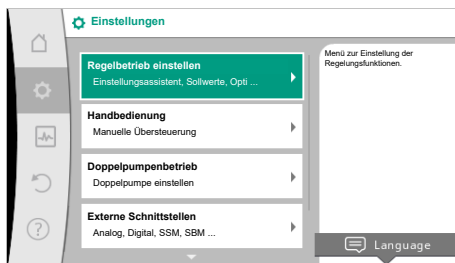 Einstellungen
Regelbetrieb einstellen
Einstellungsassistent, Sollwerte, Opti ...
Handbedienung
Manuelle Übersteuerung
Doppelpumpenbetrieb
Doppelpumpe einstellen
Externe Schnittstellen
Analog, Digital, SSM, SBM ...
Menü zur Einstellung der
Regelungsfunktionen.
Language